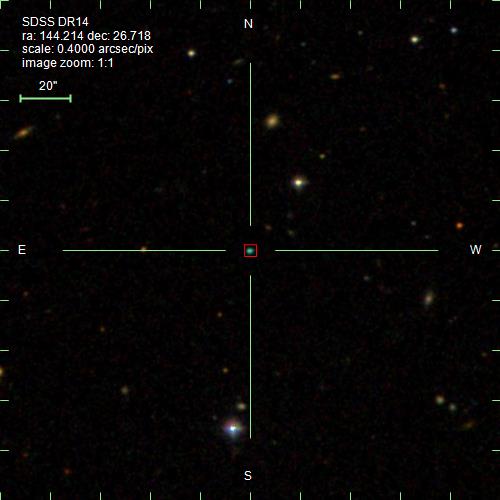 SDSS DR14
ra: 144.214 dec: 26.718
scale: 0.4000 arcsec/pix
image zoom: 1:1
20"
N
E
W
S